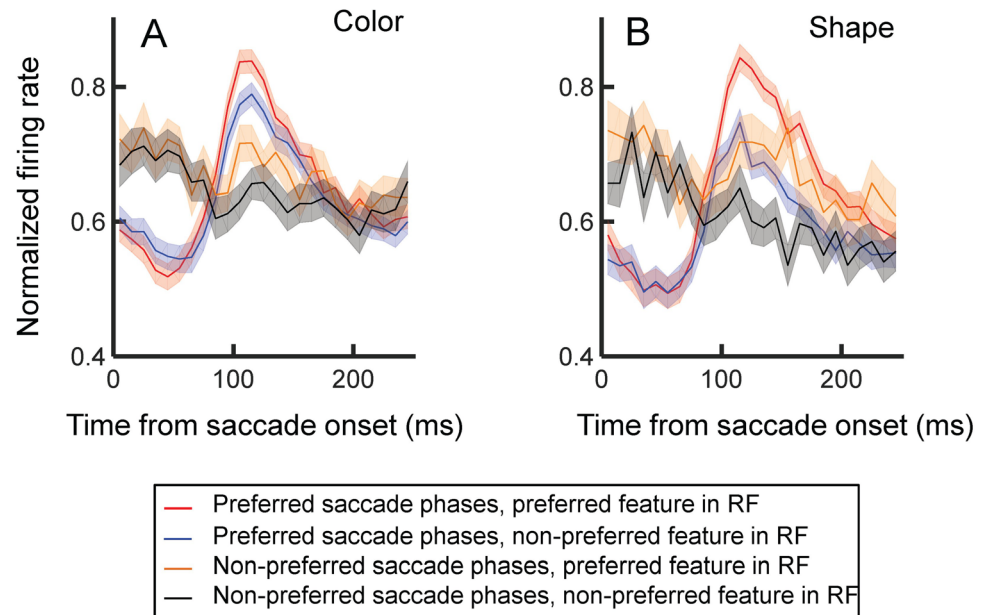 A
Color
B
Shape
Normalized firing rate
0.8
0.6
0.4
0
100
200
Time from saccade onset (ms)
0.8
0.6
0.4
0
100
200
Time from saccade onset (ms)
Preferred saccade phases, preferred feature in RF
Preferred saccade phases, non-preferred feature in RF
Non-preferred saccade phases, preferred feature in RF
Non-preferred saccade phases, non-preferred feature in RF